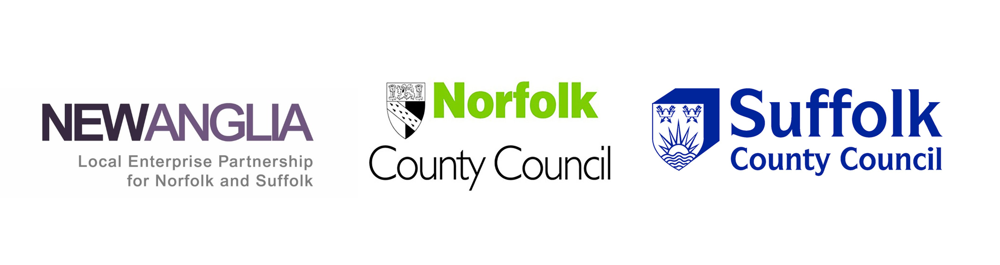 NEWANGLIA
Local Enterprise Partnership
for Norfolk and Suffolk
Norfolk
County Council
Suffolk
County Council